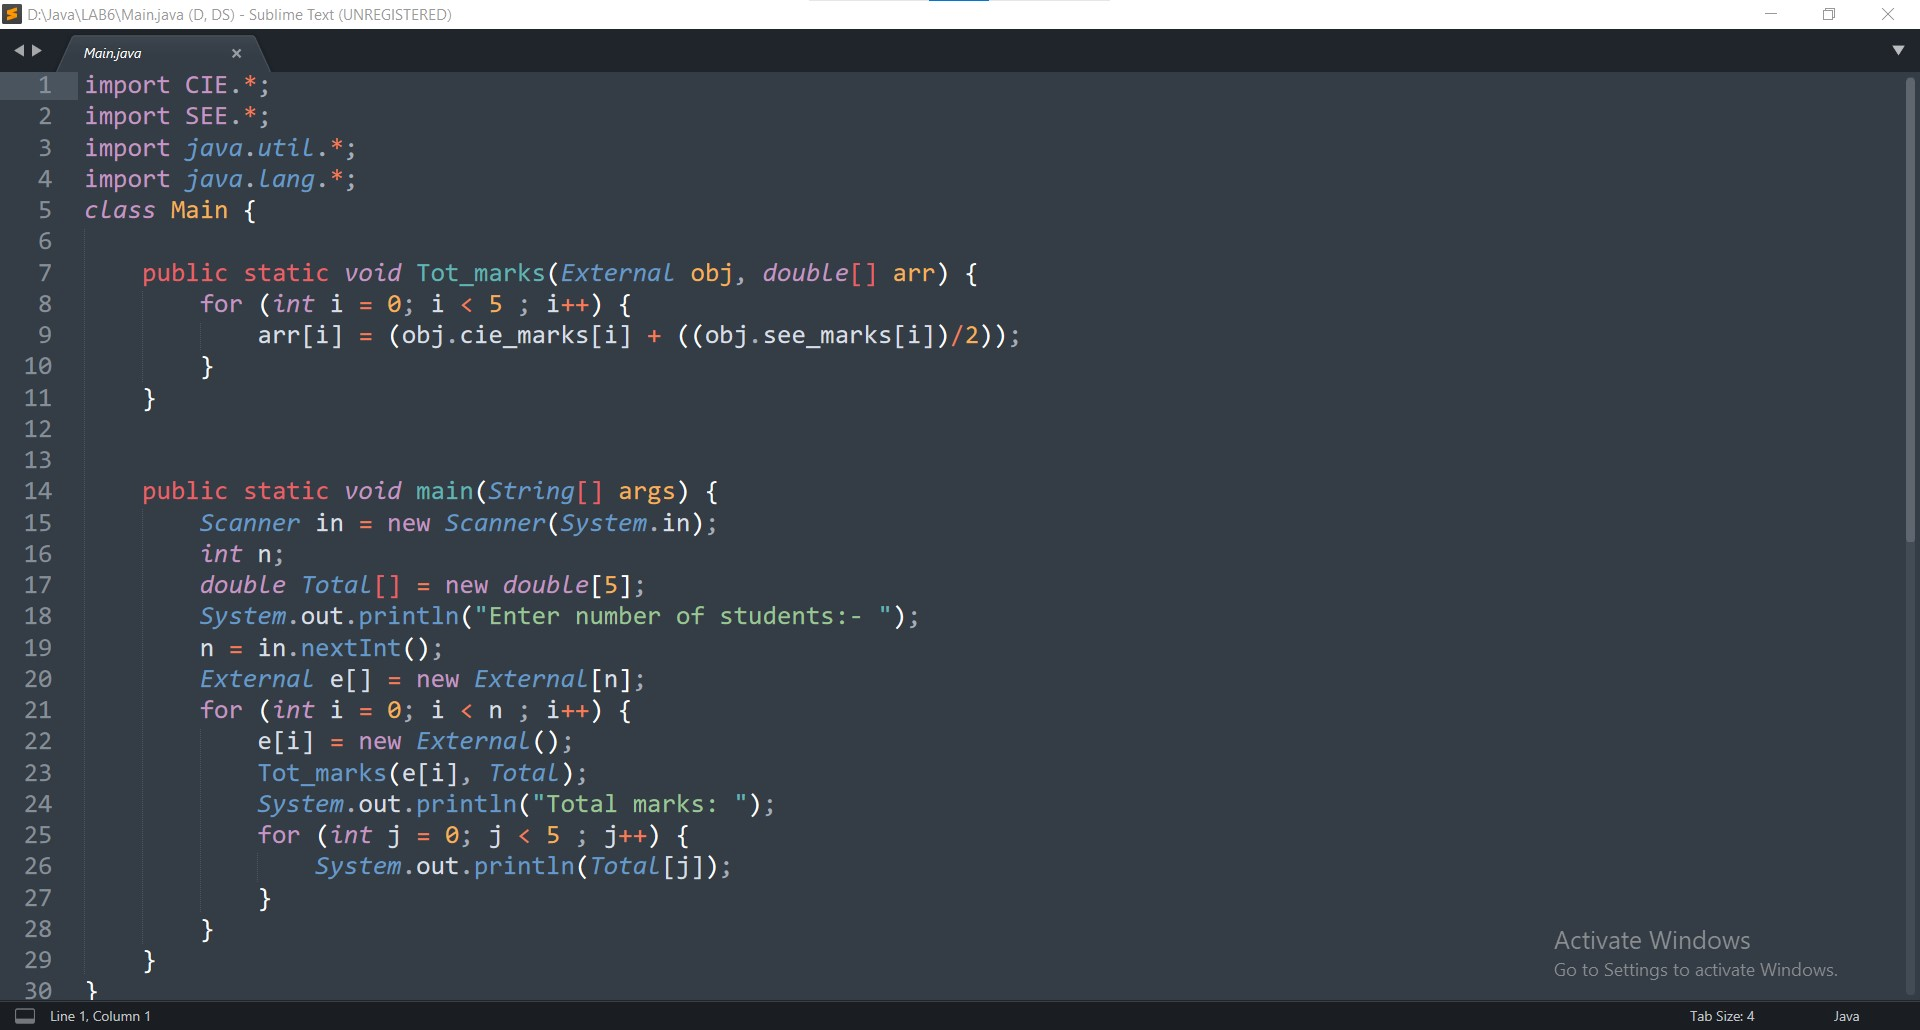 D:\Java\LAB6\Main.java (D, DS) - Sublime Text (UNREGISTERED)
Main.java
1 import CIE.*;
2 import SEE.*;
3 import java.util.*;
4 import java.lang.*;
5 class Main {
6
7     public static void Tot_marks(External obj, double[] arr) {
8         for (int i = 0; i < 5 ; i++) {
9             arr[i] = (obj.cie_marks[i] + ((obj.see_marks[i])/2));
10         }
11     }
12
13
14     public static void main(String[] args) {
15         Scanner in = new Scanner(System.in);
16         int n;
17         double Total[] = new double[5];
18         System.out.println("Enter number of students:- ");
19         n = in.nextInt();
20         External e[] = new External[n];
21         for (int i = 0; i < n ; i++) {
22             e[i] = new External();
23             Tot_marks(e[i], Total);
24             System.out.println("Total marks: ");
25             for (int j = 0; j < 5 ; j++) {
26                 System.out.println(Total[j]);
27             }
28         }
29     }
30 }
Activate Windows
Go to Settings to activate Windows.
Line 1, Column 1
Tab Size: 4
Java